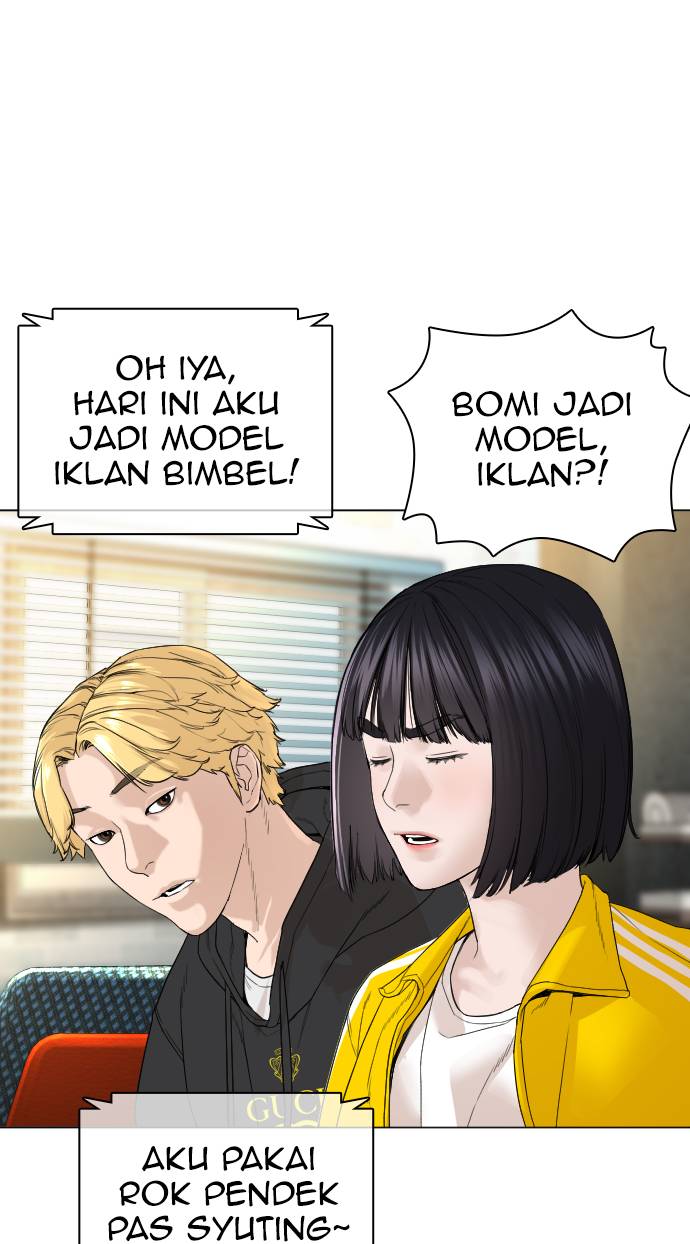 OH IYA,
HARI INI AKU
JADI MODEL
IKLAN BIMBEL!
BOMI JADI
MODEL,
IKLAN?!
GUCCI
AKU PAKAI
ROK PENDEK
PAS SYUTING~